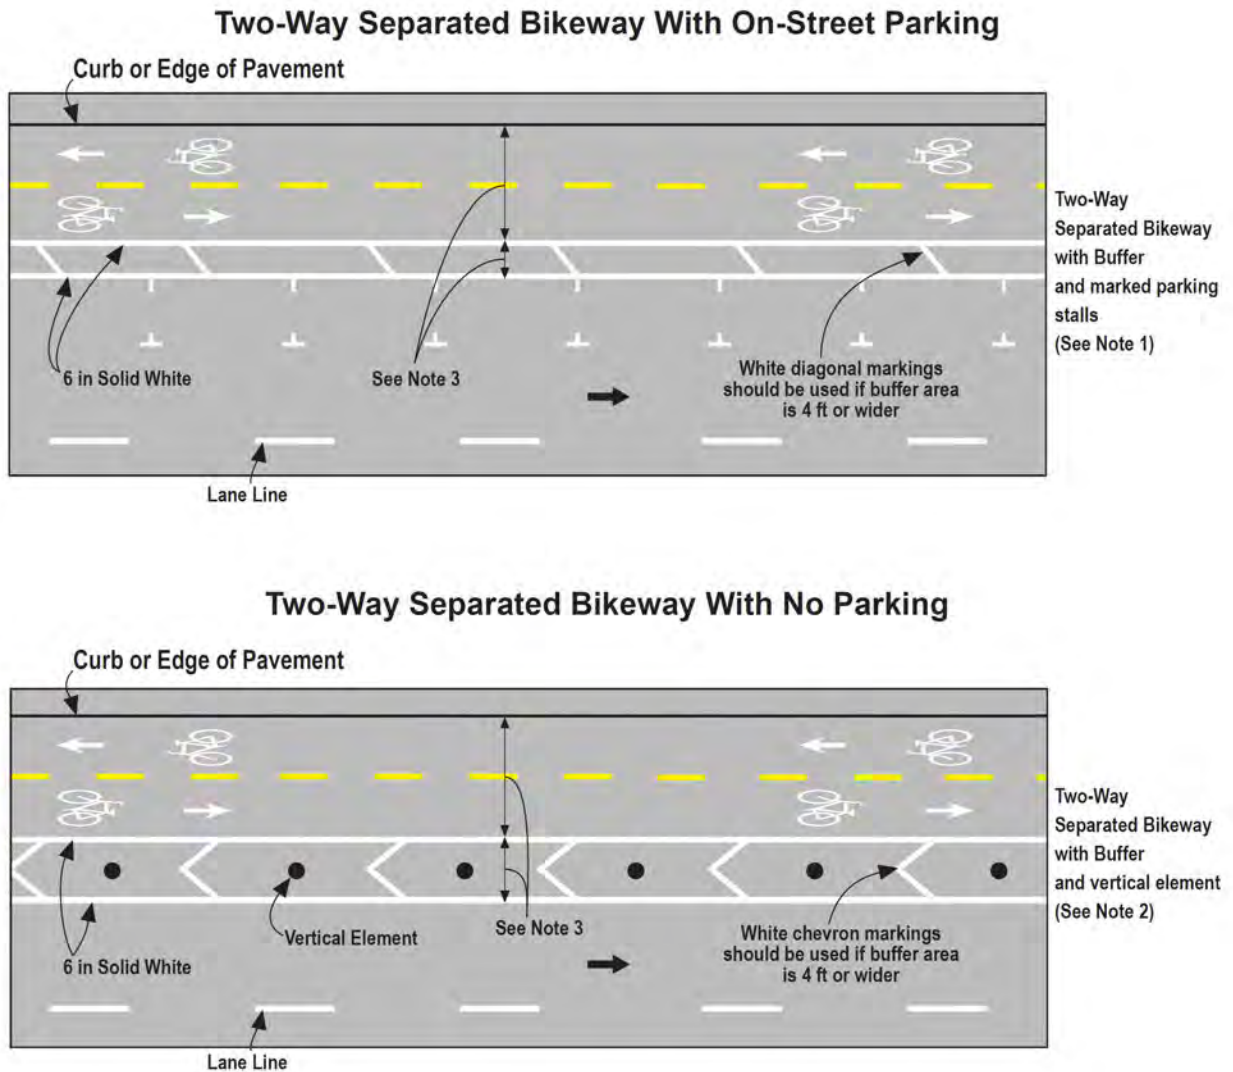 Two-Way Separated Bikeway With On-Street Parking
Curb or Edge of Pavement
Two-Way
Separated Bikeway
with Buffer
and marked parking
stalls
(See Note 1)
6 in Solid White
See Note 3
White diagonal markings
should be used if buffer area
is 4 ft or wider
Lane Line
Two-Way Separated Bikeway With No Parking
Curb or Edge of Pavement
Two-Way
Separated Bikeway
with Buffer
and vertical element
(See Note 2)
Vertical Element
See Note 3
White chevron markings
should be used if buffer area
is 4 ft or wider
6 in Solid White
Lane Line